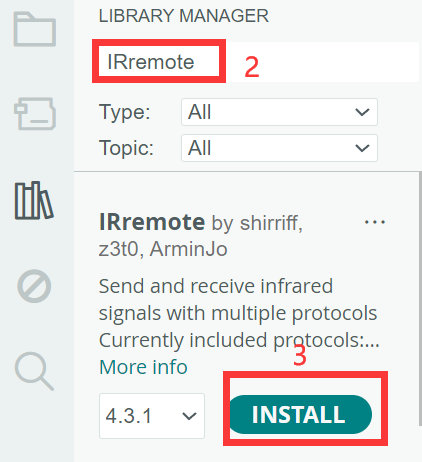 LIBRARY MANAGER
IRremote 2
Type: All
Topic: All
IRremote by shirriff, ...
z3t0, ArminJo
Send and receive infrared
signals with multiple protocols
Currently included protocols:...
More info
3
4.3.1 INSTALL